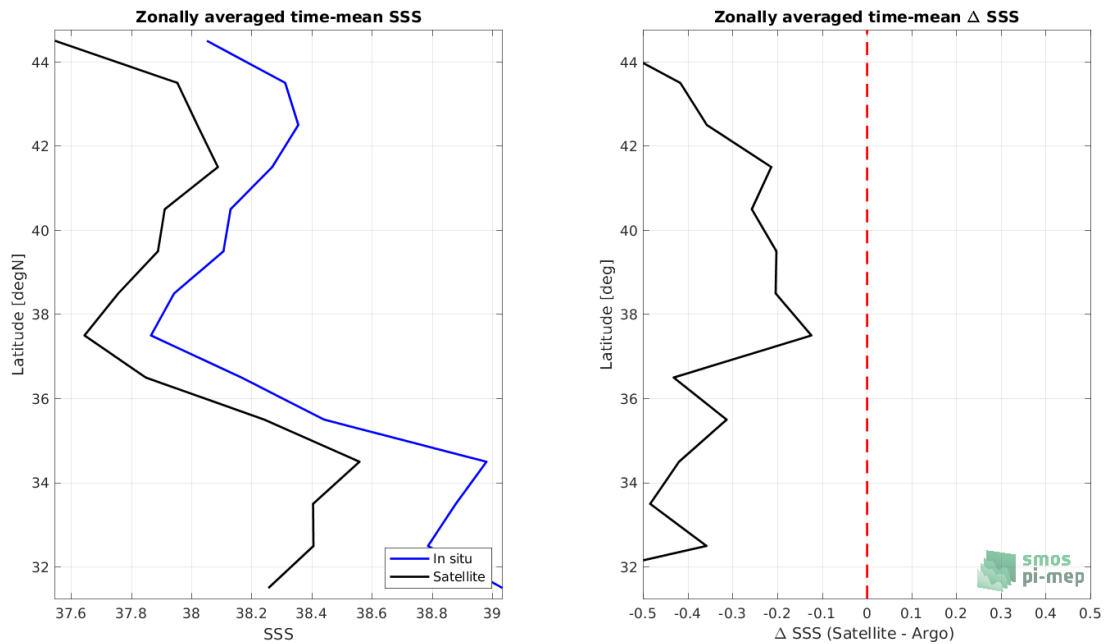 Zonally averaged time-mean SSS
44
42
40
38
36
34
32
Latitude [degN]
37.6 37.8 38 38.2 38.4 38.6 38.8 39
SSS
In situ
Satellite
Zonally averaged time-mean Δ SSS
44
42
40
38
36
34
32
Latitude [deg]
-0.5 -0.4 -0.3 -0.2 -0.1 0 0.1 0.2 0.3 0.4 0.5
Δ SSS (Satellite - Argo)
smos
pi-mep